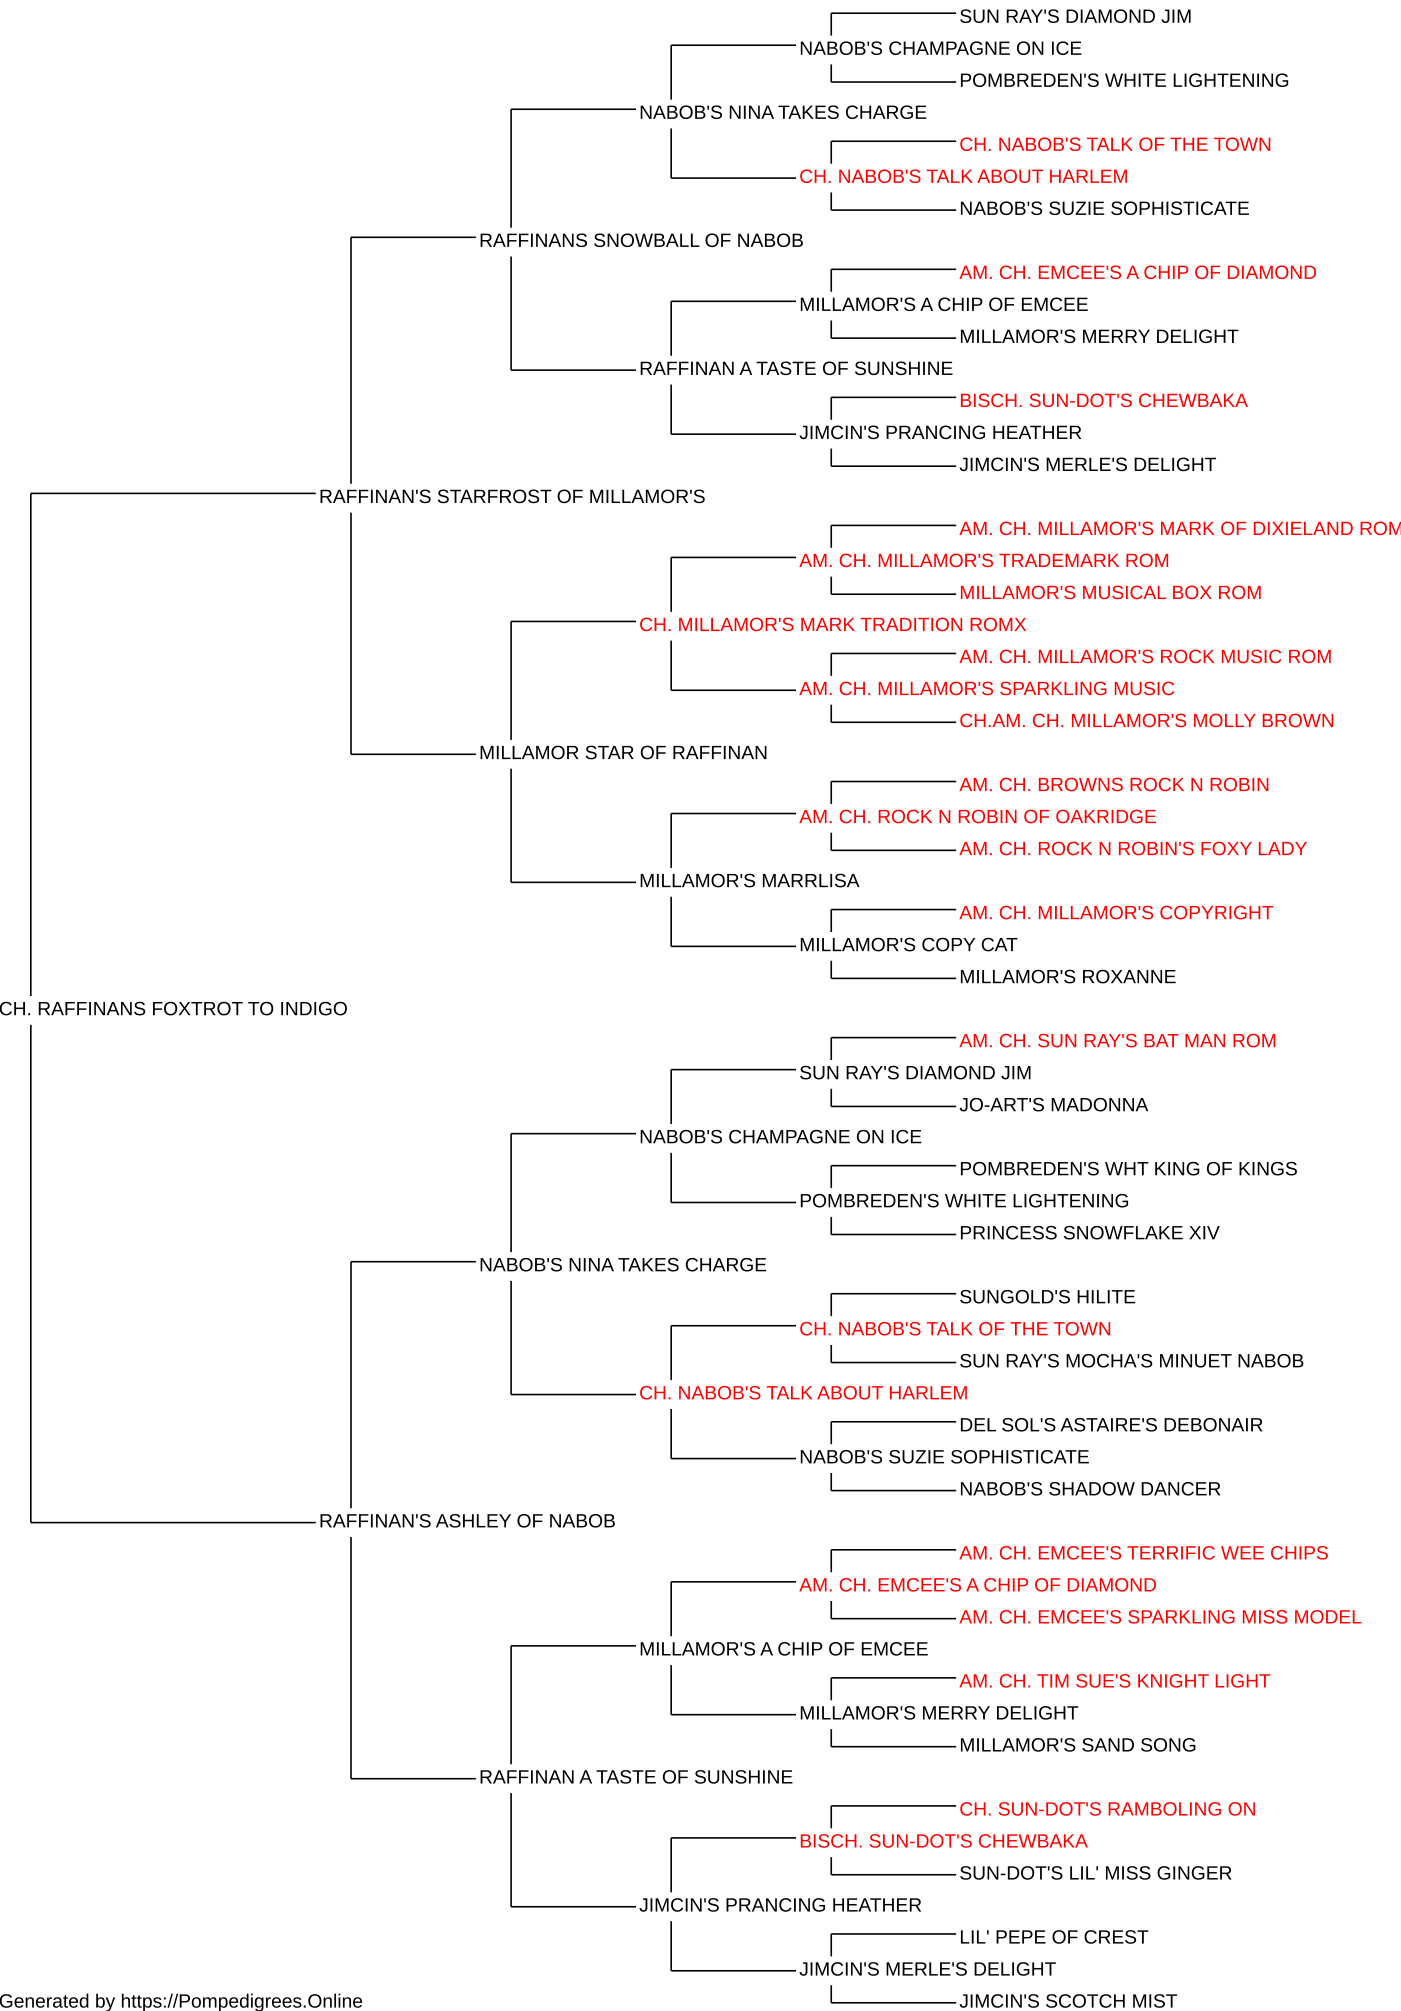 SUN RAY'S DIAMOND JIM
NABOB'S CHAMPAGNE ON ICE
POMBREDEN'S WHITE LIGHTENING
NABOB'S NINA TAKES CHARGE
CH. NABOB'S TALK OF THE TOWN
CH. NABOB'S TALK ABOUT HARLEM
NABOB'S SUZIE SOPHISTICATE
RAFFINANS SNOWBALL OF NABOB
AM. CH. EMCEE'S A CHIP OF DIAMOND
MILLAMOR'S A CHIP OF EMCEE
MILLAMOR'S MERRY DELIGHT
RAFFINAN A TASTE OF SUNSHINE
BISCH. SUN-DOT'S CHEWBAKA
JIMCIN'S PRANCING HEATHER
JIMCIN'S MERLE'S DELIGHT
RAFFINAN'S STARFROST OF MILLAMOR'S
AM. CH. MILLAMOR'S MARK OF DIXIELAND ROM
AM. CH. MILLAMOR'S TRADEMARK ROM
MILLAMOR'S MUSICAL BOX ROM
CH. MILLAMOR'S MARK TRADITION ROMX
AM. CH. MILLAMOR'S ROCK MUSIC ROM
AM. CH. MILLAMOR'S SPARKLING MUSIC
CH.AM. CH. MILLAMOR'S MOLLY BROWN
MILLAMOR STAR OF RAFFINAN
AM. CH. BROWNS ROCK N ROBIN
AM. CH. ROCK N ROBIN OF OAKRIDGE
AM. CH. ROCK N ROBIN'S FOXY LADY
MILLAMOR'S MARRLISA
AM. CH. MILLAMOR'S COPYRIGHT
MILLAMOR'S COPY CAT
MILLAMOR'S ROXANNE
CH. RAFFINANS FOXTROT TO INDIGO
AM. CH. SUN RAY'S BAT MAN ROM
SUN RAY'S DIAMOND JIM
JO-ART'S MADONNA
NABOB'S CHAMPAGNE ON ICE
POMBREDEN'S WHT KING OF KINGS
POMBREDEN'S WHITE LIGHTENING
PRINCESS SNOWFLAKE XIV
NABOB'S NINA TAKES CHARGE
SUNGOLD'S HILITE
CH. NABOB'S TALK OF THE TOWN
SUN RAY'S MOCHA'S MINUET NABOB
CH. NABOB'S TALK ABOUT HARLEM
DEL SOL'S ASTAIRE'S DEBONAIR
NABOB'S SUZIE SOPHISTICATE
NABOB'S SHADOW DANCER
RAFFINAN'S ASHLEY OF NABOB
AM. CH. EMCEE'S TERRIFIC WEE CHIPS
AM. CH. EMCEE'S A CHIP OF DIAMOND
AM. CH. EMCEE'S SPARKLING MISS MODEL
MILLAMOR'S A CHIP OF EMCEE
AM. CH. TIM SUE'S KNIGHT LIGHT
MILLAMOR'S MERRY DELIGHT
MILLAMOR'S SAND SONG
RAFFINAN A TASTE OF SUNSHINE
CH. SUN-DOT'S RAMBOLING ON
BISCH. SUN-DOT'S CHEWBAKA
SUN-DOT'S LIL' MISS GINGER
JIMCIN'S PRANCING HEATHER
LIL' PEPE OF CREST
JIMCIN'S MERLE'S DELIGHT
JIMCIN'S SCOTCH MIST
Generated by https://Pompedigrees.Online